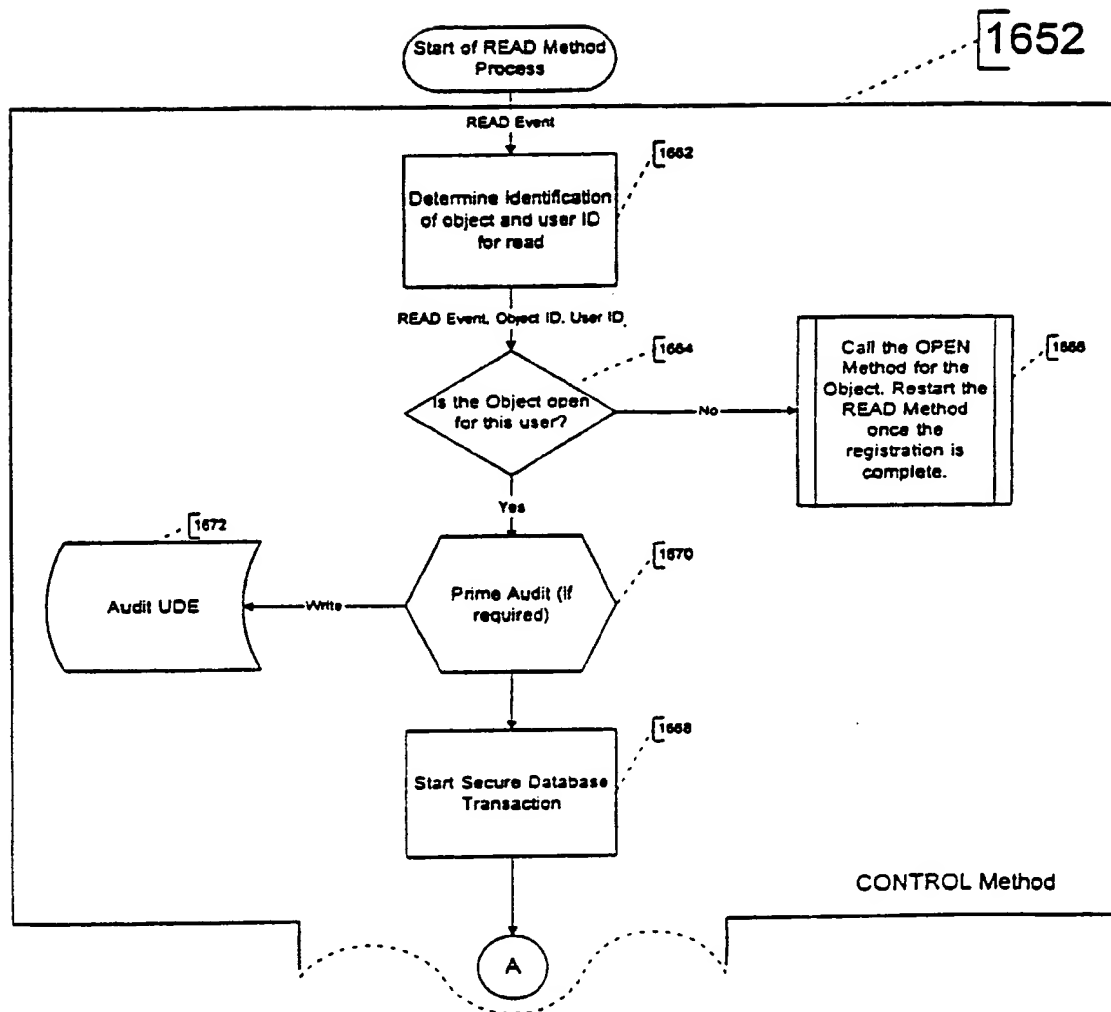 1652
Start of READ Method
Process
READ Event
1662
Determine Identification
of object and user ID
for read
READ Event, Object ID, User ID
1664
Is the Object open
for this user?
No
Call the OPEN
Method for the
Object. Restart the
READ Method
once the
registration is
complete.
1666
Yes
1672
Audit UDE
Write
Prime Audit (if
required)
1670
1668
Start Secure Database
Transaction
CONTROL Method
A